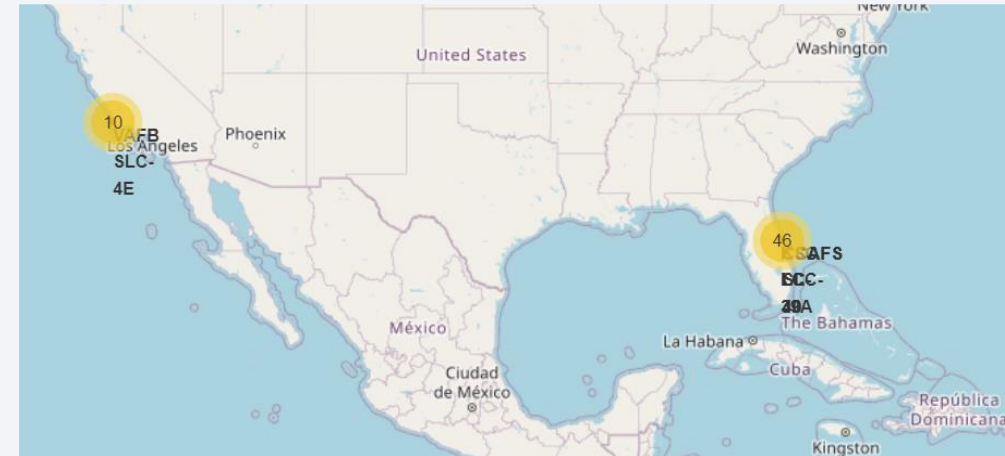 New York
Washington
United States
10
VAFB
Los Angeles
SLC-
4E
Phoenix
46
México
Ciudad
de México
La Habana
The Bahamas
Cuba
República
Dominicana
Kingston